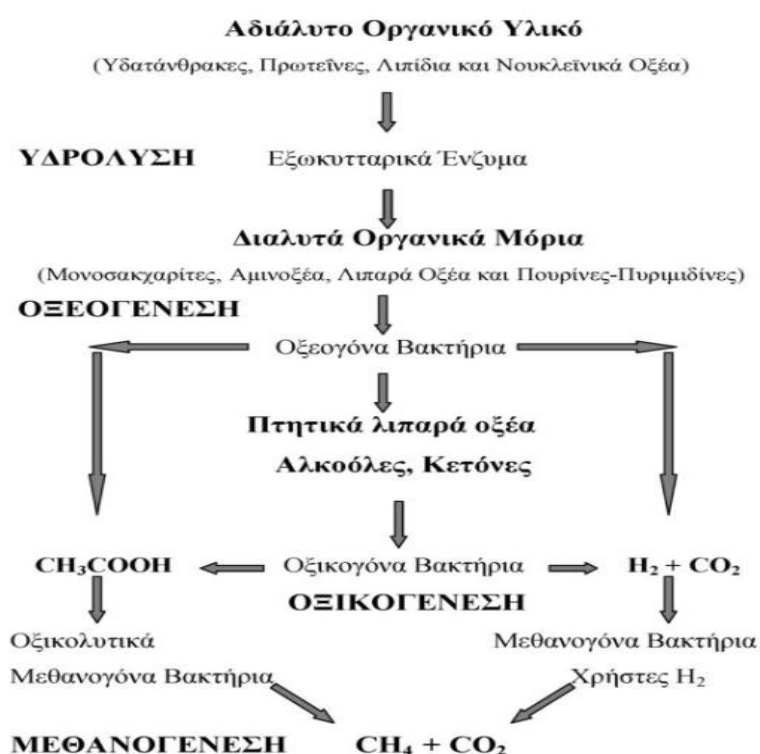 Αδιάλυτο Οργανικό Υλικό
(Υδατάνθρακες, Πρωτεΐνες, Λιπίδια και Νουκλεϊνικά Οξέα)
ΥΔΡΟΛΥΣΗ Εξωκυτταρικά Ένζυμα
Διαλυτά Οργανικά Μόρια
(Μονοσακχαρίτες, Αμινοξέα, Λιπαρά Οξέα και Πουρίνες-Πυριμιδίνες)
ΟΞΕΟΓΕΝΕΣΗ
Οξεογόνα Βακτήρια
Πτητικά λιπαρά οξέα
Αλκοόλες, Κετόνες
CH₃COOH Οξικογόνα Βακτήρια H₂ + CO₂
ΟΞΙΚΟΓΕΝΕΣΗ
Οξικολυτικά Μεθανογόνα Βακτήρια
Μεθανογόνα Βακτήρια Χρήστες H₂
ΜΕΘΑΝΟΓΕΝΕΣΗ CH₄ + CO₂